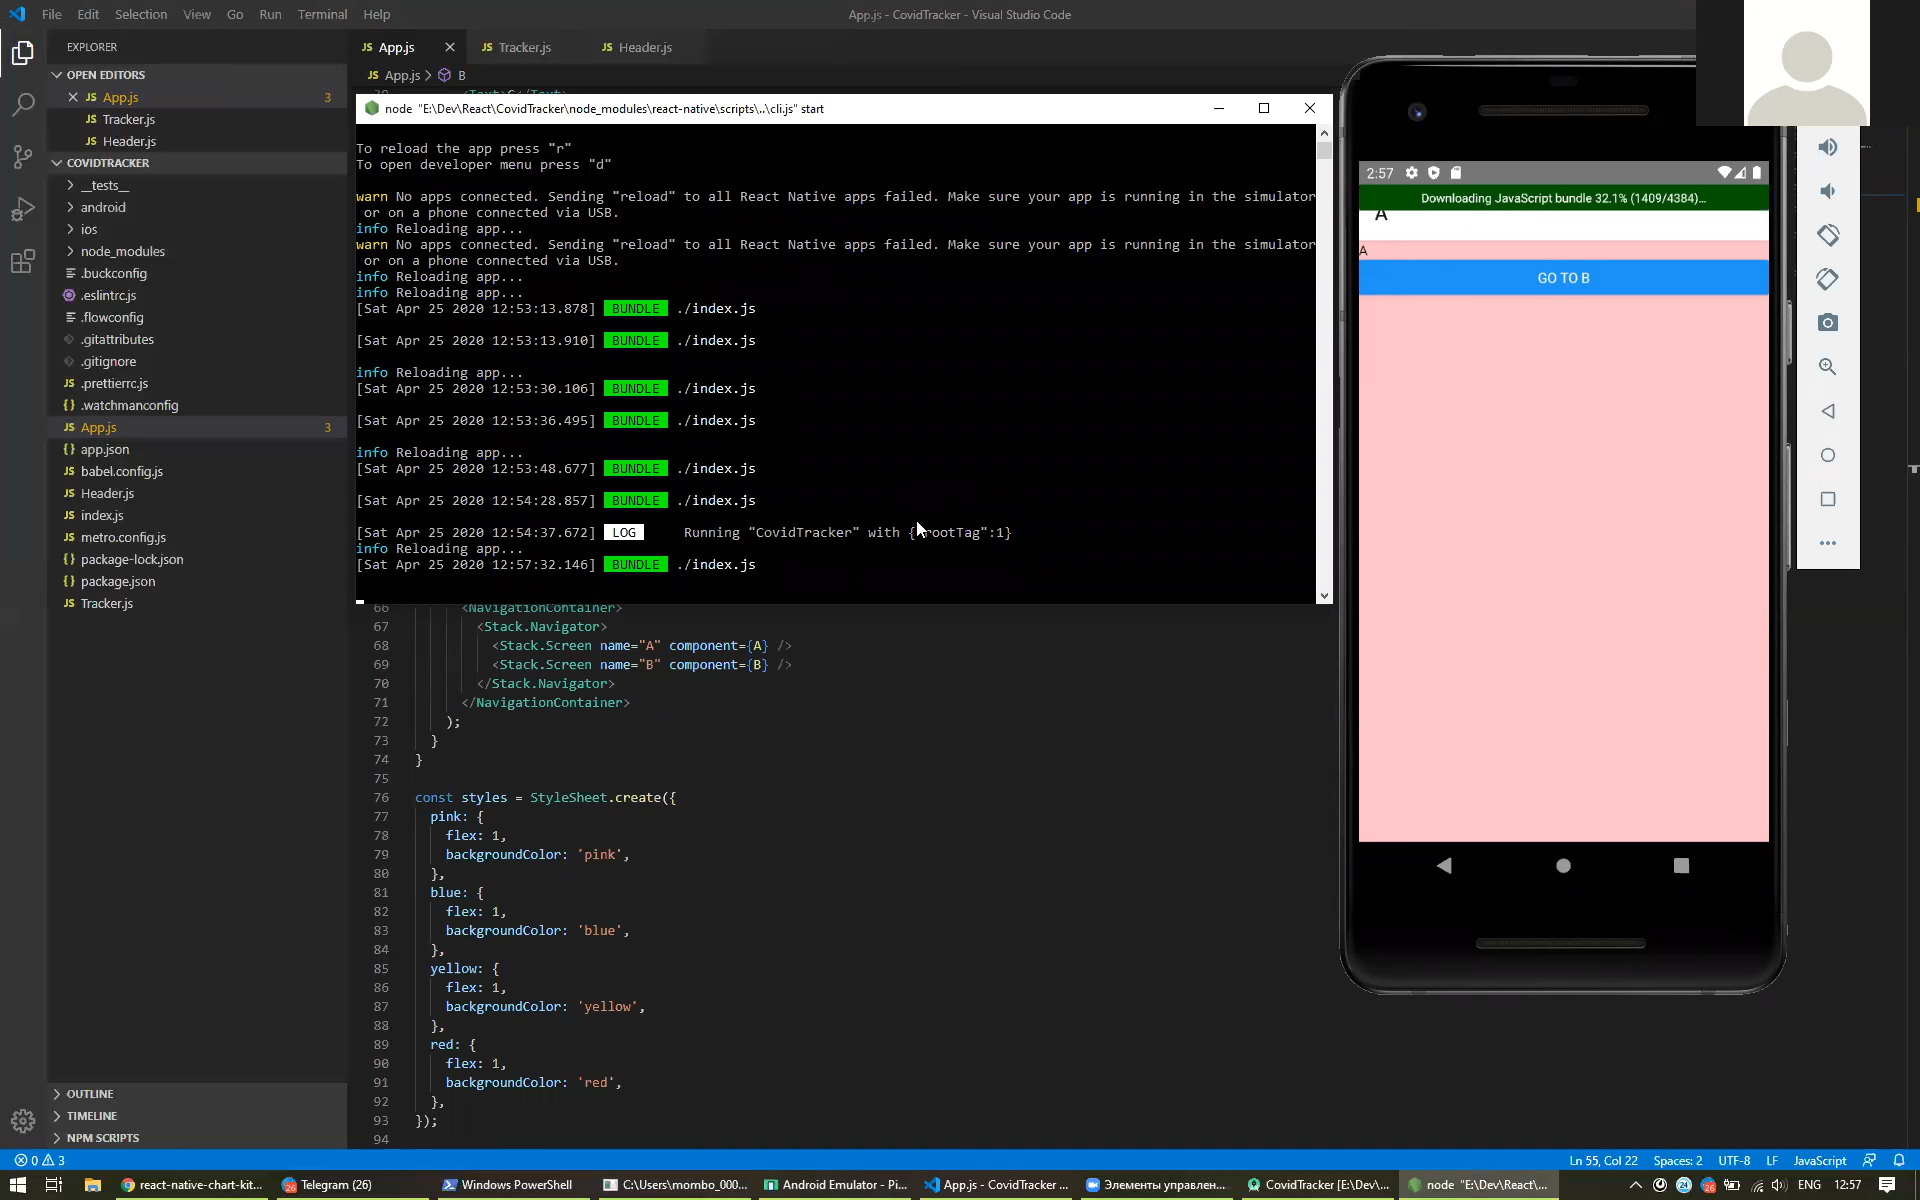 File Edit Selection View Go Run Terminal Help
App.js - CovidTracker - Visual Studio Code
EXPLORER
OPEN EDITORS
JS App.js 3
JS Tracker.js
JS Header.js
COVIDTRACKER
__tests__
android
ios
node_modules
.buckconfig
.eslintrc.js
.flowconfig
.gitattributes
.gitignore
JS .prettierrc.js
{} .watchmanconfig
JS App.js 3
{} app.json
JS babel.config.js
JS Header.js
JS index.js
JS metro.config.js
{} package-lock.json
{} package.json
JS Tracker.js
OUTLINE
TIMELINE
NPM SCRIPTS
JS App.js
JS Tracker.js
JS Header.js
JS App.js > B
node "E:\Dev\React\CovidTracker\node_modules\react-native\scripts\..\cli.js" start
To reload the app press "r"
To open developer menu press "d"
warn No apps connected. Sending "reload" to all React Native apps failed. Make sure your app is running in the simulator
or on a phone connected via USB.
info Reloading app...
warn No apps connected. Sending "reload" to all React Native apps failed. Make sure your app is running in the simulator
or on a phone connected via USB.
info Reloading app...
info Reloading app...
[Sat Apr 25 2020 12:53:13.878] BUNDLE ./index.js
[Sat Apr 25 2020 12:53:13.910] BUNDLE ./index.js
info Reloading app...
[Sat Apr 25 2020 12:53:30.106] BUNDLE ./index.js
[Sat Apr 25 2020 12:53:36.495] BUNDLE ./index.js
info Reloading app...
[Sat Apr 25 2020 12:53:48.677] BUNDLE ./index.js
[Sat Apr 25 2020 12:54:28.857] BUNDLE ./index.js
[Sat Apr 25 2020 12:54:37.672] LOG Running "CovidTracker" with {"rootTag":1}
info Reloading app...
[Sat Apr 25 2020 12:57:32.146] BUNDLE ./index.js
66 <NavigationContainer>
67 <Stack.Navigator>
68 <Stack.Screen name="A" component={A} />
69 <Stack.Screen name="B" component={B} />
70 </Stack.Navigator>
71 </NavigationContainer>
72 );
73 }
74 }
75
76 const styles = StyleSheet.create({
77 pink: {
78 flex: 1,
79 backgroundColor: 'pink',
80 },
81 blue: {
82 flex: 1,
83 backgroundColor: 'blue',
84 },
85 yellow: {
86 flex: 1,
87 backgroundColor: 'yellow',
88 },
89 red: {
90 flex: 1,
91 backgroundColor: 'red',
92 },
93 });
94
2:57
Downloading JavaScript bundle 32.1% (1409/4384)…
A
A
GO TO B
0 3
Ln 55, Col 22 Spaces: 2 UTF-8 LF JavaScript
react-native-chart-kit...
Telegram (26)
Windows PowerShell
C:\Users\mombo_000...
Android Emulator - Pi...
App.js - CovidTracker ...
Элементы управлен...
CovidTracker [E:\Dev\...
node "E:\Dev\React\...
ENG 12:57